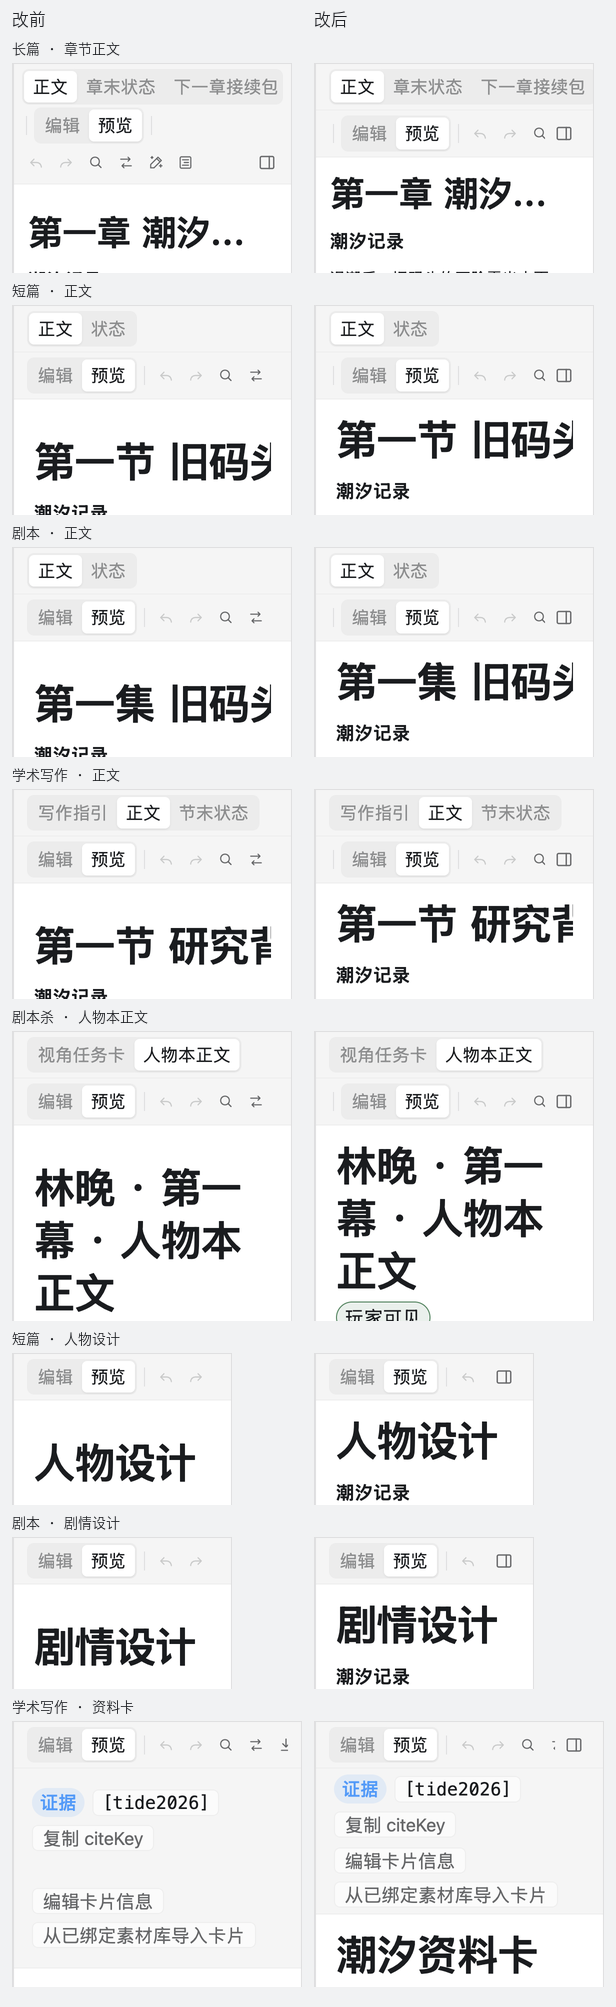 改前 改后
长篇 · 章节正文
正文 章末状态 下一章接续包
编辑 预览
第一章 潮汐...
正文 章末状态 下一章接续包
编辑 预览
第一章 潮汐...
潮汐记录
短篇 · 正文
正文 状态
编辑 预览
第一节 旧码头
潮汐记录
正文 状态
编辑 预览
第一节 旧码头
潮汐记录
剧本 · 正文
正文 状态
编辑 预览
第一集 旧码头
潮汐记录
正文 状态
编辑 预览
第一集 旧码头
潮汐记录
学术写作 · 正文
写作指引 正文 节末状态
编辑 预览
第一节 研究背
潮汐记录
写作指引 正文 节末状态
编辑 预览
第一节 研究背
潮汐记录
剧本杀 · 人物本正文
视角任务卡 人物本正文
编辑 预览
林晚 · 第一
幕 · 人物本
正文
视角任务卡 人物本正文
编辑 预览
林晚 · 第一
幕 · 人物本
正文
玩家可见
短篇 · 人物设计
编辑 预览
人物设计
编辑 预览
人物设计
潮汐记录
剧本 · 剧情设计
编辑 预览
剧情设计
编辑 预览
剧情设计
潮汐记录
学术写作 · 资料卡
编辑 预览
证据 [tide2026]
复制 citeKey
编辑卡片信息
从已绑定素材库导入卡片
编辑 预览
证据 [tide2026]
复制 citeKey
编辑卡片信息
从已绑定素材库导入卡片
潮汐资料卡